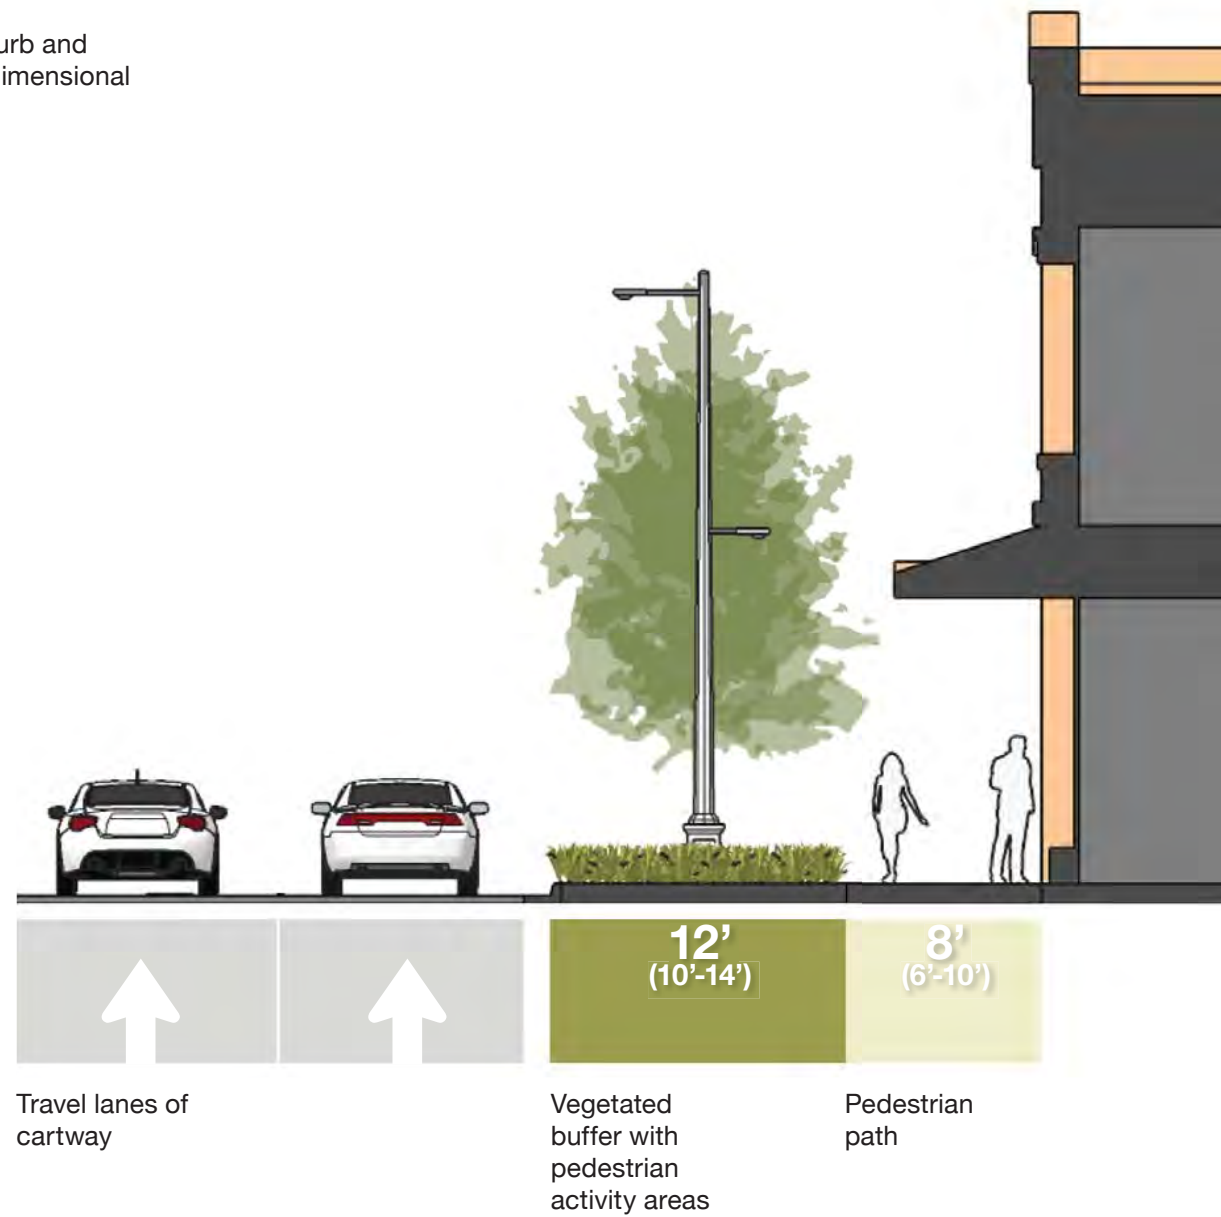 urb and
imensional
12’
(10’-14’)
8’
(6’-10’)
Travel lanes of
cartway
Vegetated
buffer with
pedestrian
activity areas
Pedestrian
path